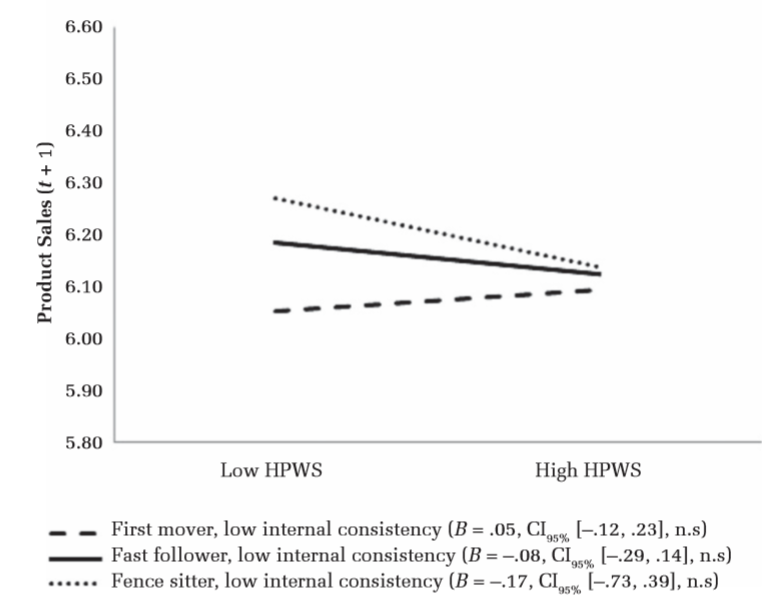 6.60
6.50
6.40
6.30
6.20
6.10
6.00
5.90
5.80
Product Sales (t + 1)
Low HPWS
High HPWS
First mover, low internal consistency (B = .05, CI95% [–.12, .23], n.s)
Fast follower, low internal consistency (B = –.08, CI95% [–.29, .14], n.s)
Fence sitter, low internal consistency (B = –.17, CI95% [–.73, .39], n.s)